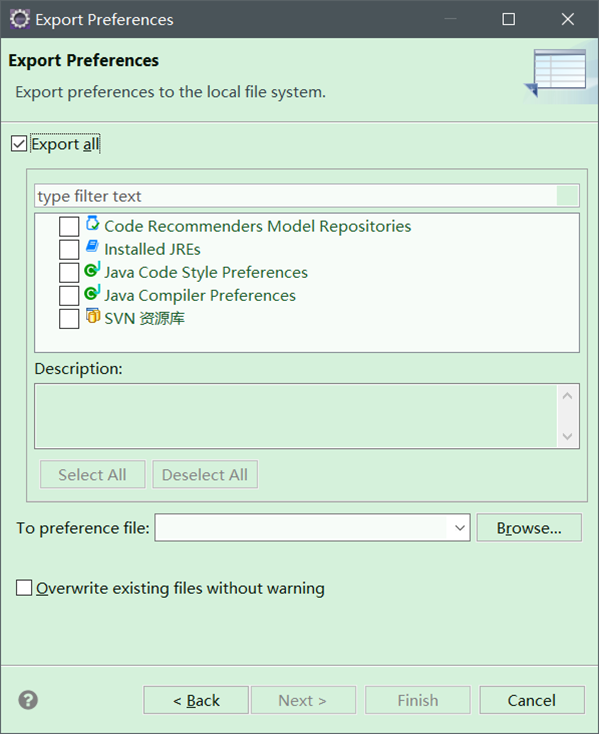 Export Preferences
Export Preferences
Export preferences to the local file system.
Export all
type filter text
Code Recommenders Model Repositories
Installed JREs
Java Code Style Preferences
Java Compiler Preferences
SVN 资源库
Description:
Select All Deselect All
To preference file: Browse...
Overwrite existing files without warning
? < Back Next > Finish Cancel